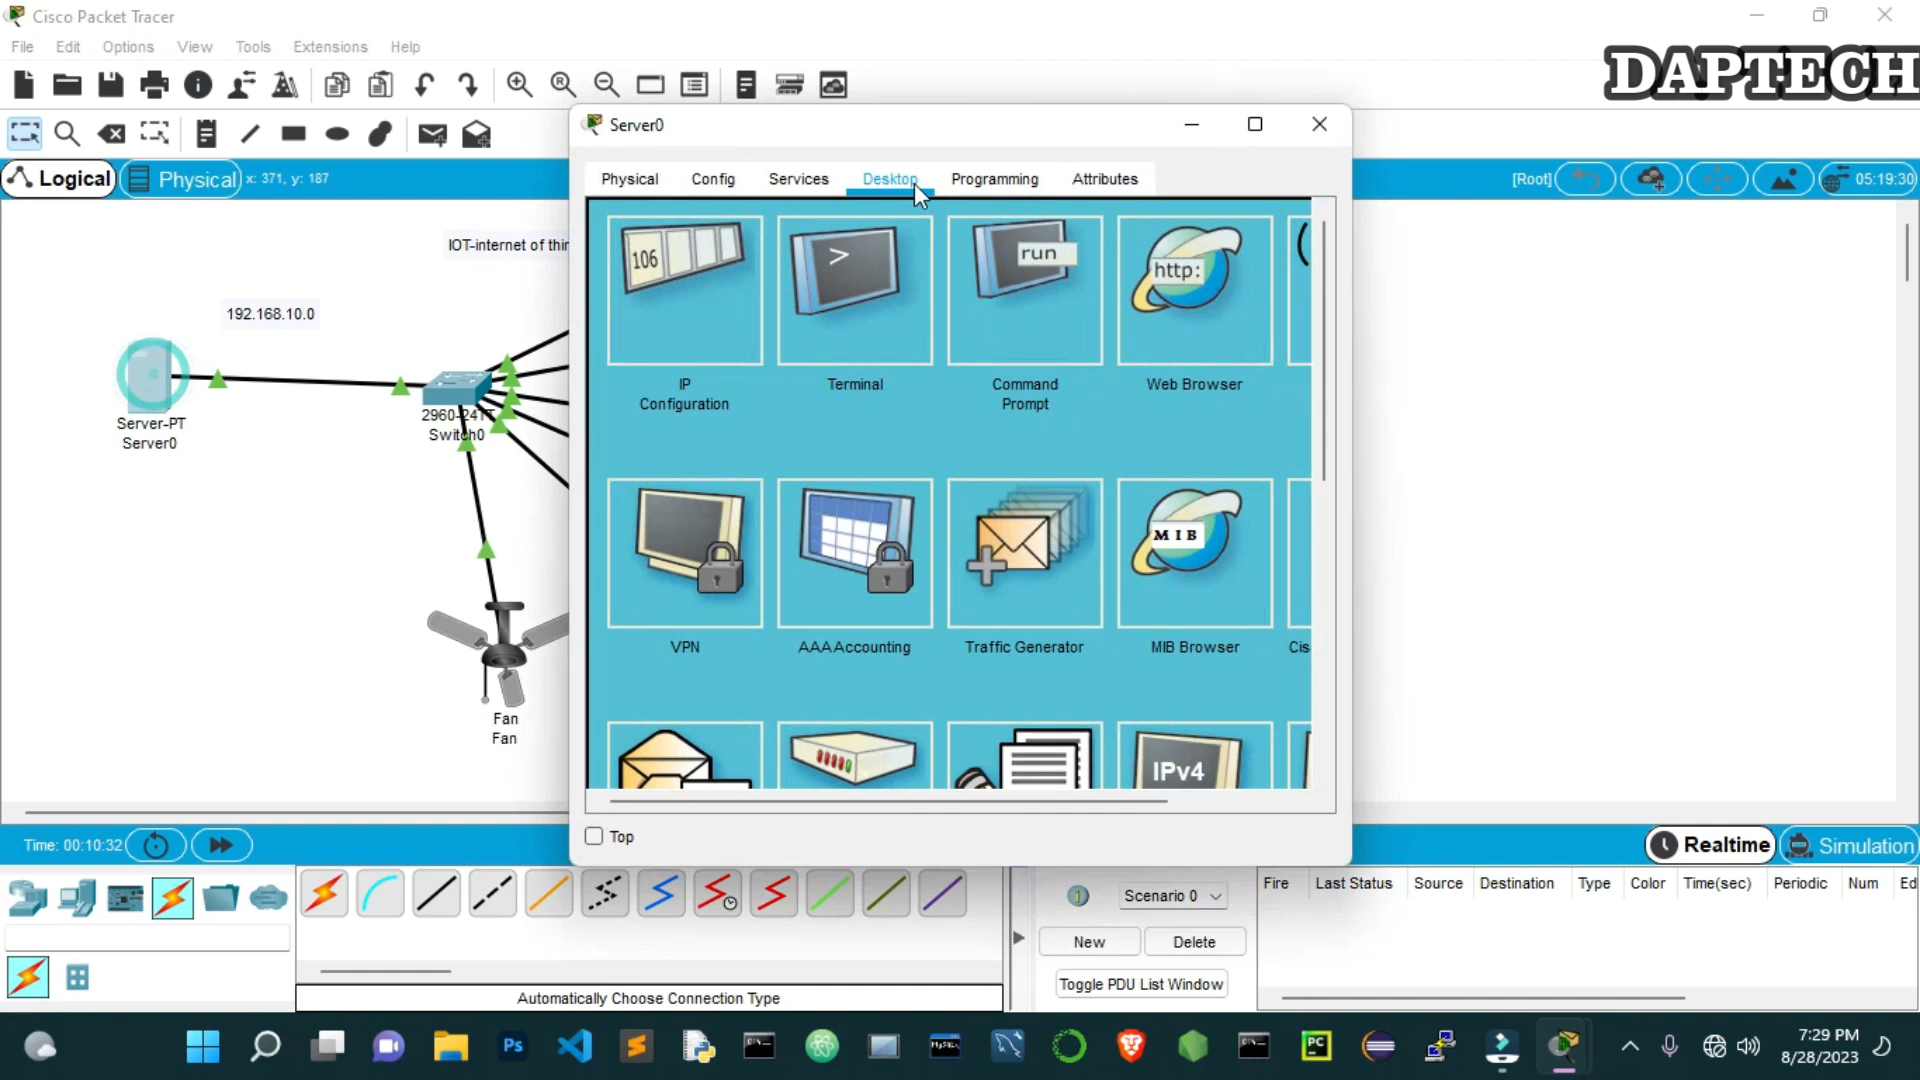 Cisco Packet Tracer
File Edit Options View Tools Extensions Help
DAPTECH
Logical
Physical
x: 371, y: 187
[Root]
05:19:30
IOT-internet of thin
192.168.10.0
Server-PT
Server0
2960-24TT
Switch0
Fan
Fan
Server0
Physical Config Services Desktop Programming Attributes
106
>
run
http:
IP
Configuration
Terminal
Command
Prompt
Web Browser
MIB
VPN
AAA Accounting
Traffic Generator
MIB Browser
Cis
IPv4
Top
Time: 00:10:32
Realtime
Simulation
Scenario 0
New
Delete
Toggle PDU List Window
Fire Last Status Source Destination Type Color Time(sec) Periodic Num Ed
Automatically Choose Connection Type
Ps
MySQL
PC
7:29 PM
8/28/2023